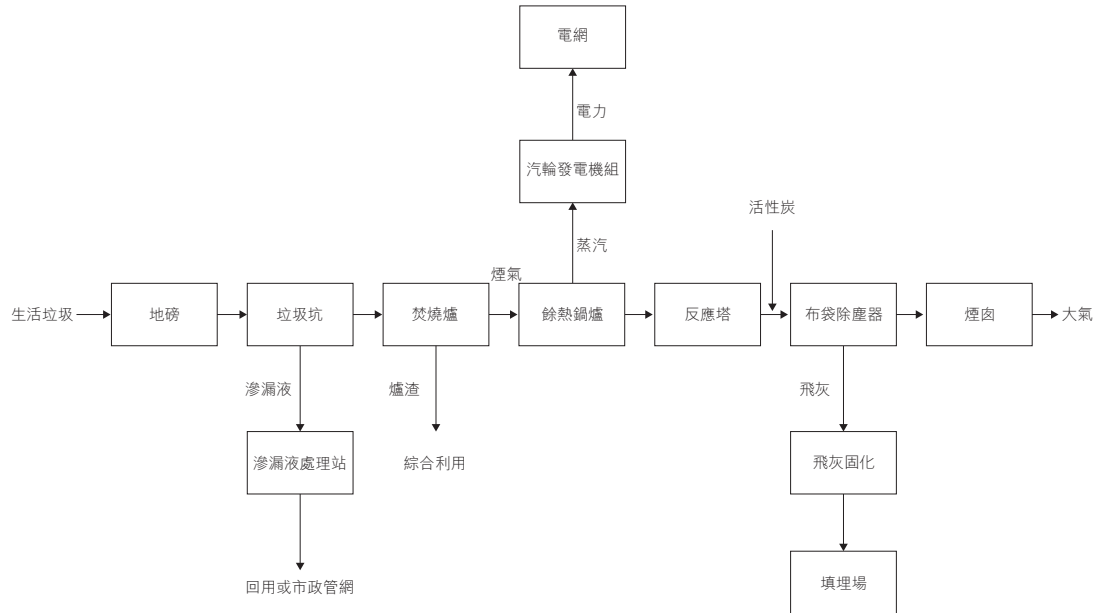 電網
電力
汽輪發電機組
活性炭
蒸汽
煙氣
生活垃圾
地磅
垃圾坑
焚燒爐
餘熱鍋爐
反應塔
布袋除塵器
煙囱
大氣
滲漏液
爐渣
飛灰
滲漏液處理站
綜合利用
飛灰固化
回用或市政管網
填埋場